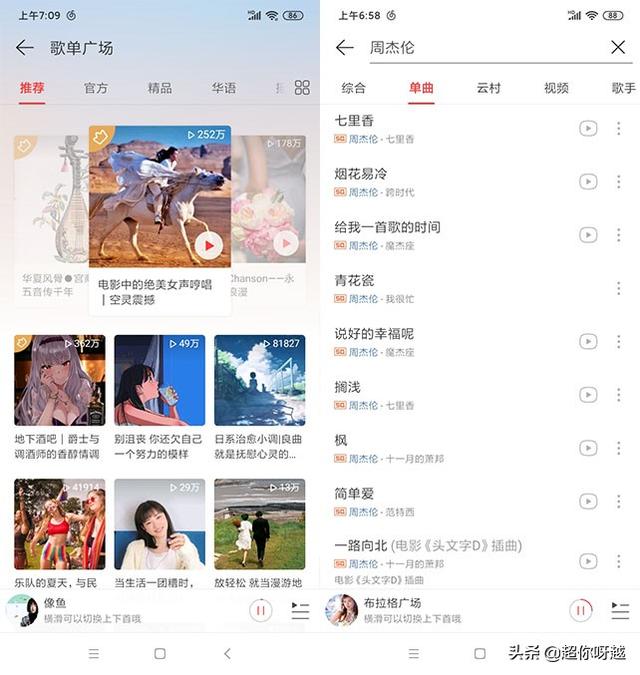 上午7:09
86
歌单广场
推荐
官方
精品
华语
252万
178万
华夏风骨●宫商
五音传千年
电影中的绝美女声哼唱
｜空灵震撼
Chanson——永
浪漫
362万
49万
81827
地下酒吧｜爵士与
调酒师的香醇情调
别沮丧 你还欠自己
一个努力的模样
日系治愈小调|良曲
就是抚慰心灵的...
41914
29万
13万
乐队的夏天，与民
当生活一团糟时，
放轻松 就当漫游地
像鱼
横滑可以切换上下首哦
上午6:58
88
周杰伦
综合
单曲
云村
视频
歌手
七里香
SQ 周杰伦 - 七里香
烟花易冷
SQ 周杰伦 - 跨时代
给我一首歌的时间
SQ 周杰伦 - 魔杰座
青花瓷
SQ 周杰伦 - 我很忙
说好的幸福呢
SQ 周杰伦 - 魔杰座
搁浅
SQ 周杰伦 - 七里香
枫
SQ 周杰伦 - 十一月的萧邦
简单爱
SQ 周杰伦 - 范特西
一路向北 (电影《头文字D》插曲)
SQ 周杰伦 - 十一月的萧邦
电影《头文字D》插曲
布拉格广场
横滑可以切换上下首哦
头条 @超你呀越